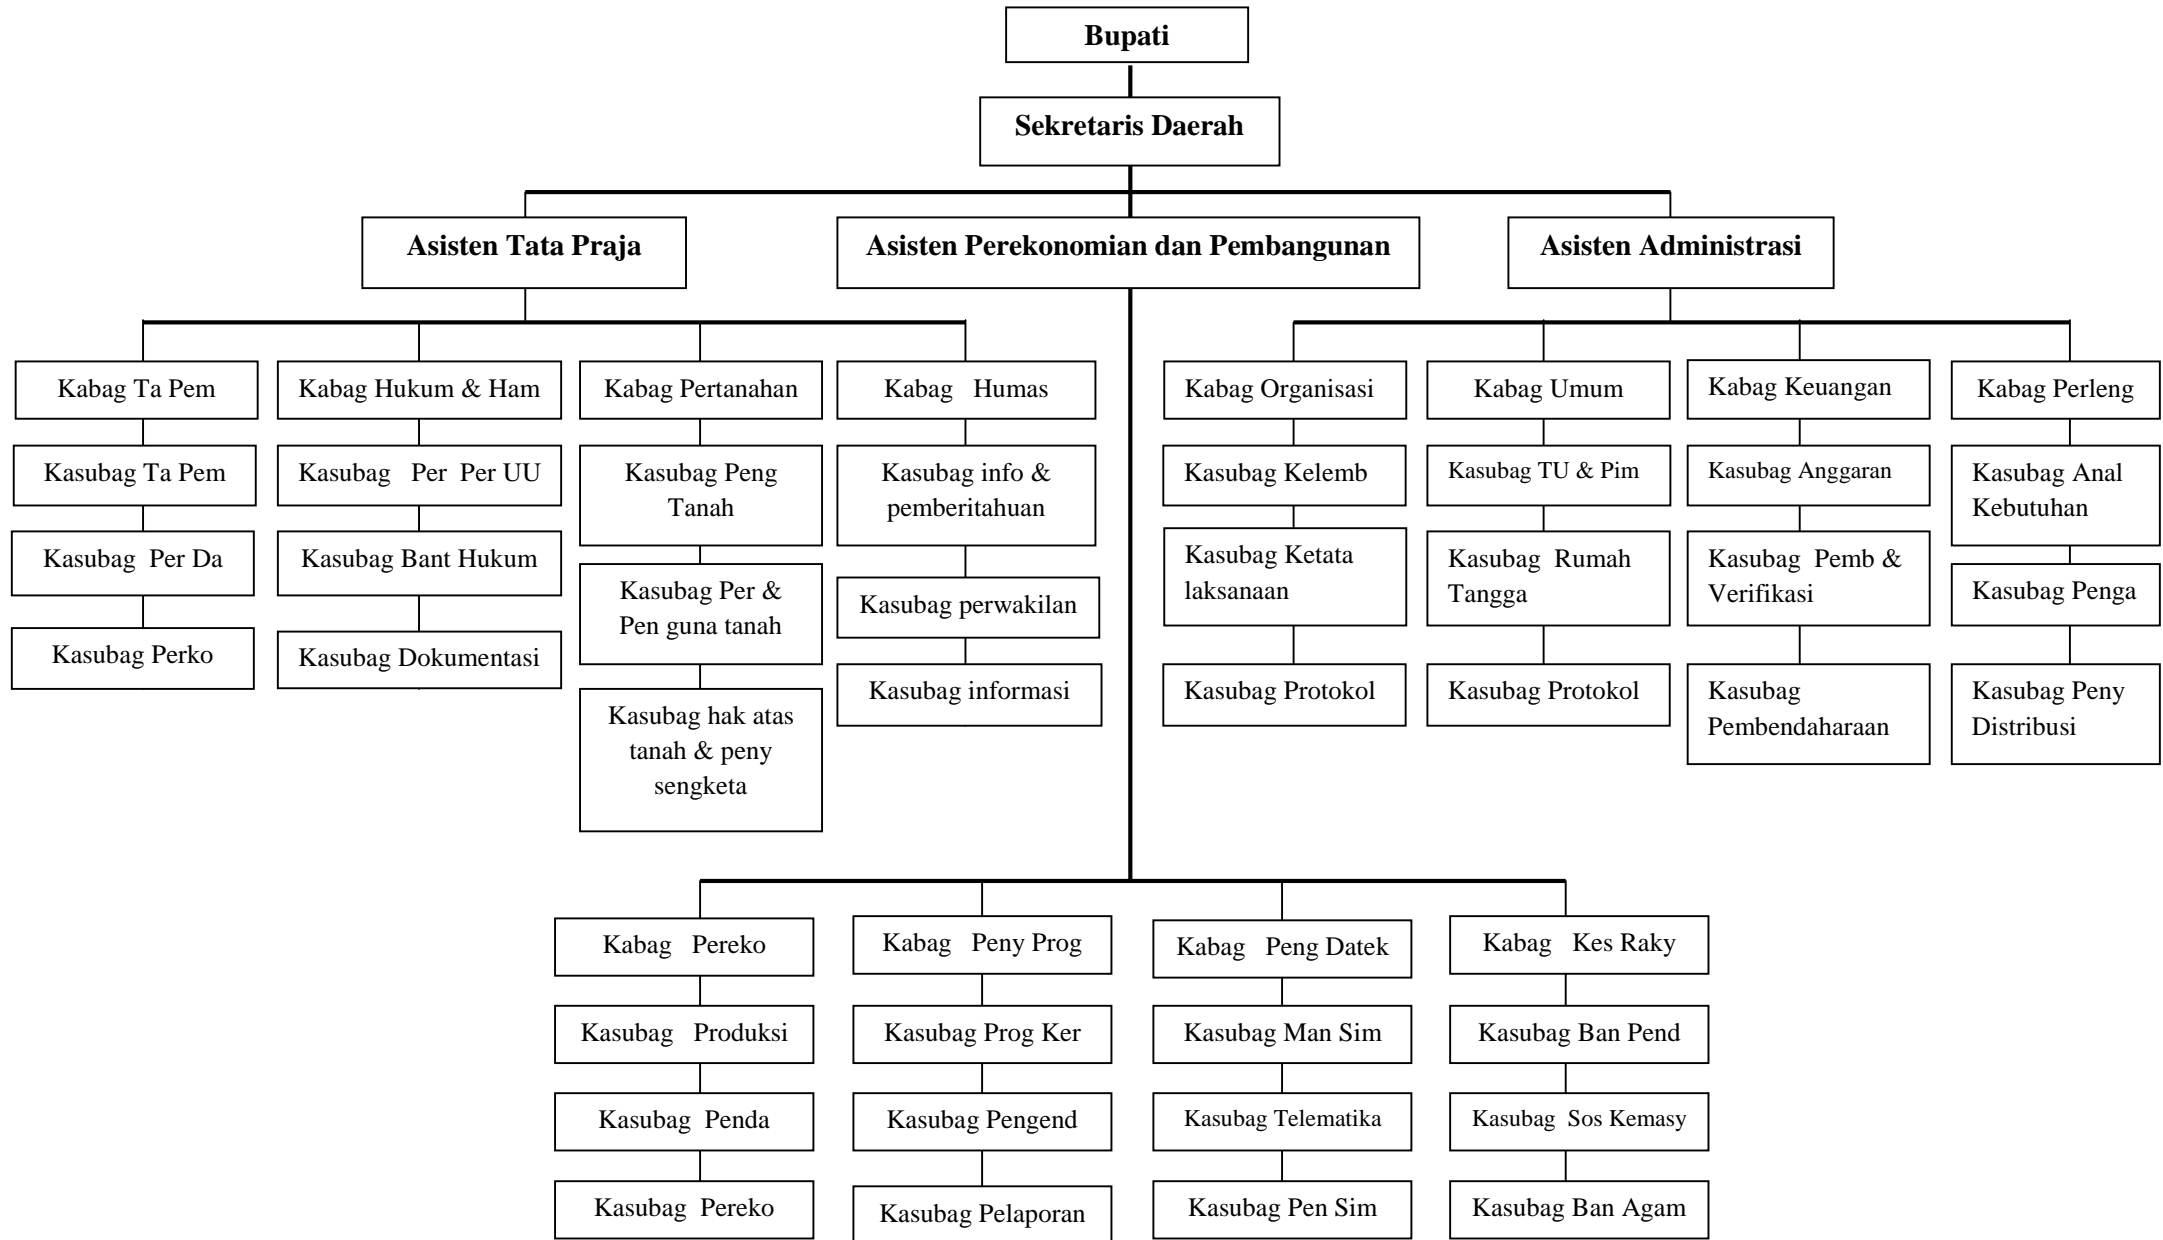 Bupati
Sekretaris Daerah
Asisten Tata Praja
Asisten Perekonomian dan Pembangunan
Asisten Administrasi
Kabag Ta Pem
Kabag Hukum & Ham
Kabag Pertanahan
Kabag Humas
Kabag Organisasi
Kabag Umum
Kabag Keuangan
Kabag Perleng
Kasubag Ta Pem
Kasubag Per Per UU
Kasubag Peng
Tanah
Kasubag info &
pemberitahuan
Kasubag Kelemb
Kasubag TU & Pim
Kasubag Anggaran
Kasubag Anal
Kebutuhan
Kasubag Per Da
Kasubag Bant Hukum
Kasubag Per &
Pen guna tanah
Kasubag perwakilan
Kasubag Ketata
laksanaan
Kasubag Rumah
Tangga
Kasubag Pemb &
Verifikasi
Kasubag Penga
Kasubag Perko
Kasubag Dokumentasi
Kasubag hak atas
tanah & peny
sengketa
Kasubag informasi
Kasubag Protokol
Kasubag Protokol
Kasubag
Pembendaharaan
Kasubag Peny
Distribusi
Kabag Pereko
Kabag Peny Prog
Kabag Peng Datek
Kabag Kes Raky
Kasubag Produksi
Kasubag Prog Ker
Kasubag Man Sim
Kasubag Ban Pend
Kasubag Penda
Kasubag Pengend
Kasubag Telematika
Kasubag Sos Kemasy
Kasubag Pereko
Kasubag Pelaporan
Kasubag Pen Sim
Kasubag Ban Agam